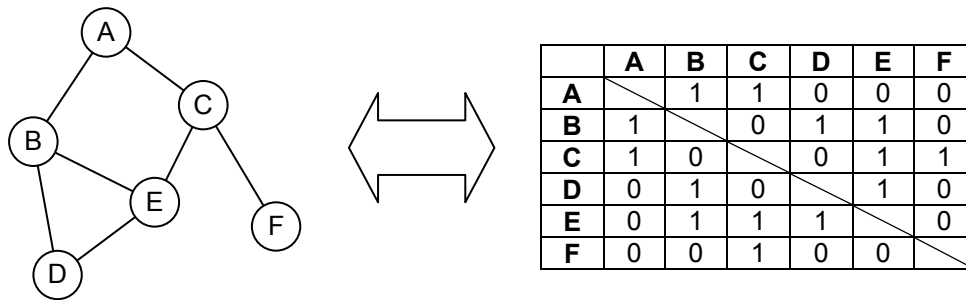 A
C
B
E
F
D
A B C D E F
A 1 1 0 0 0
B 1 0 1 1 0
C 1 0 0 1 1
D 0 1 0 1 0
E 0 1 1 1 0
F 0 0 1 0 0